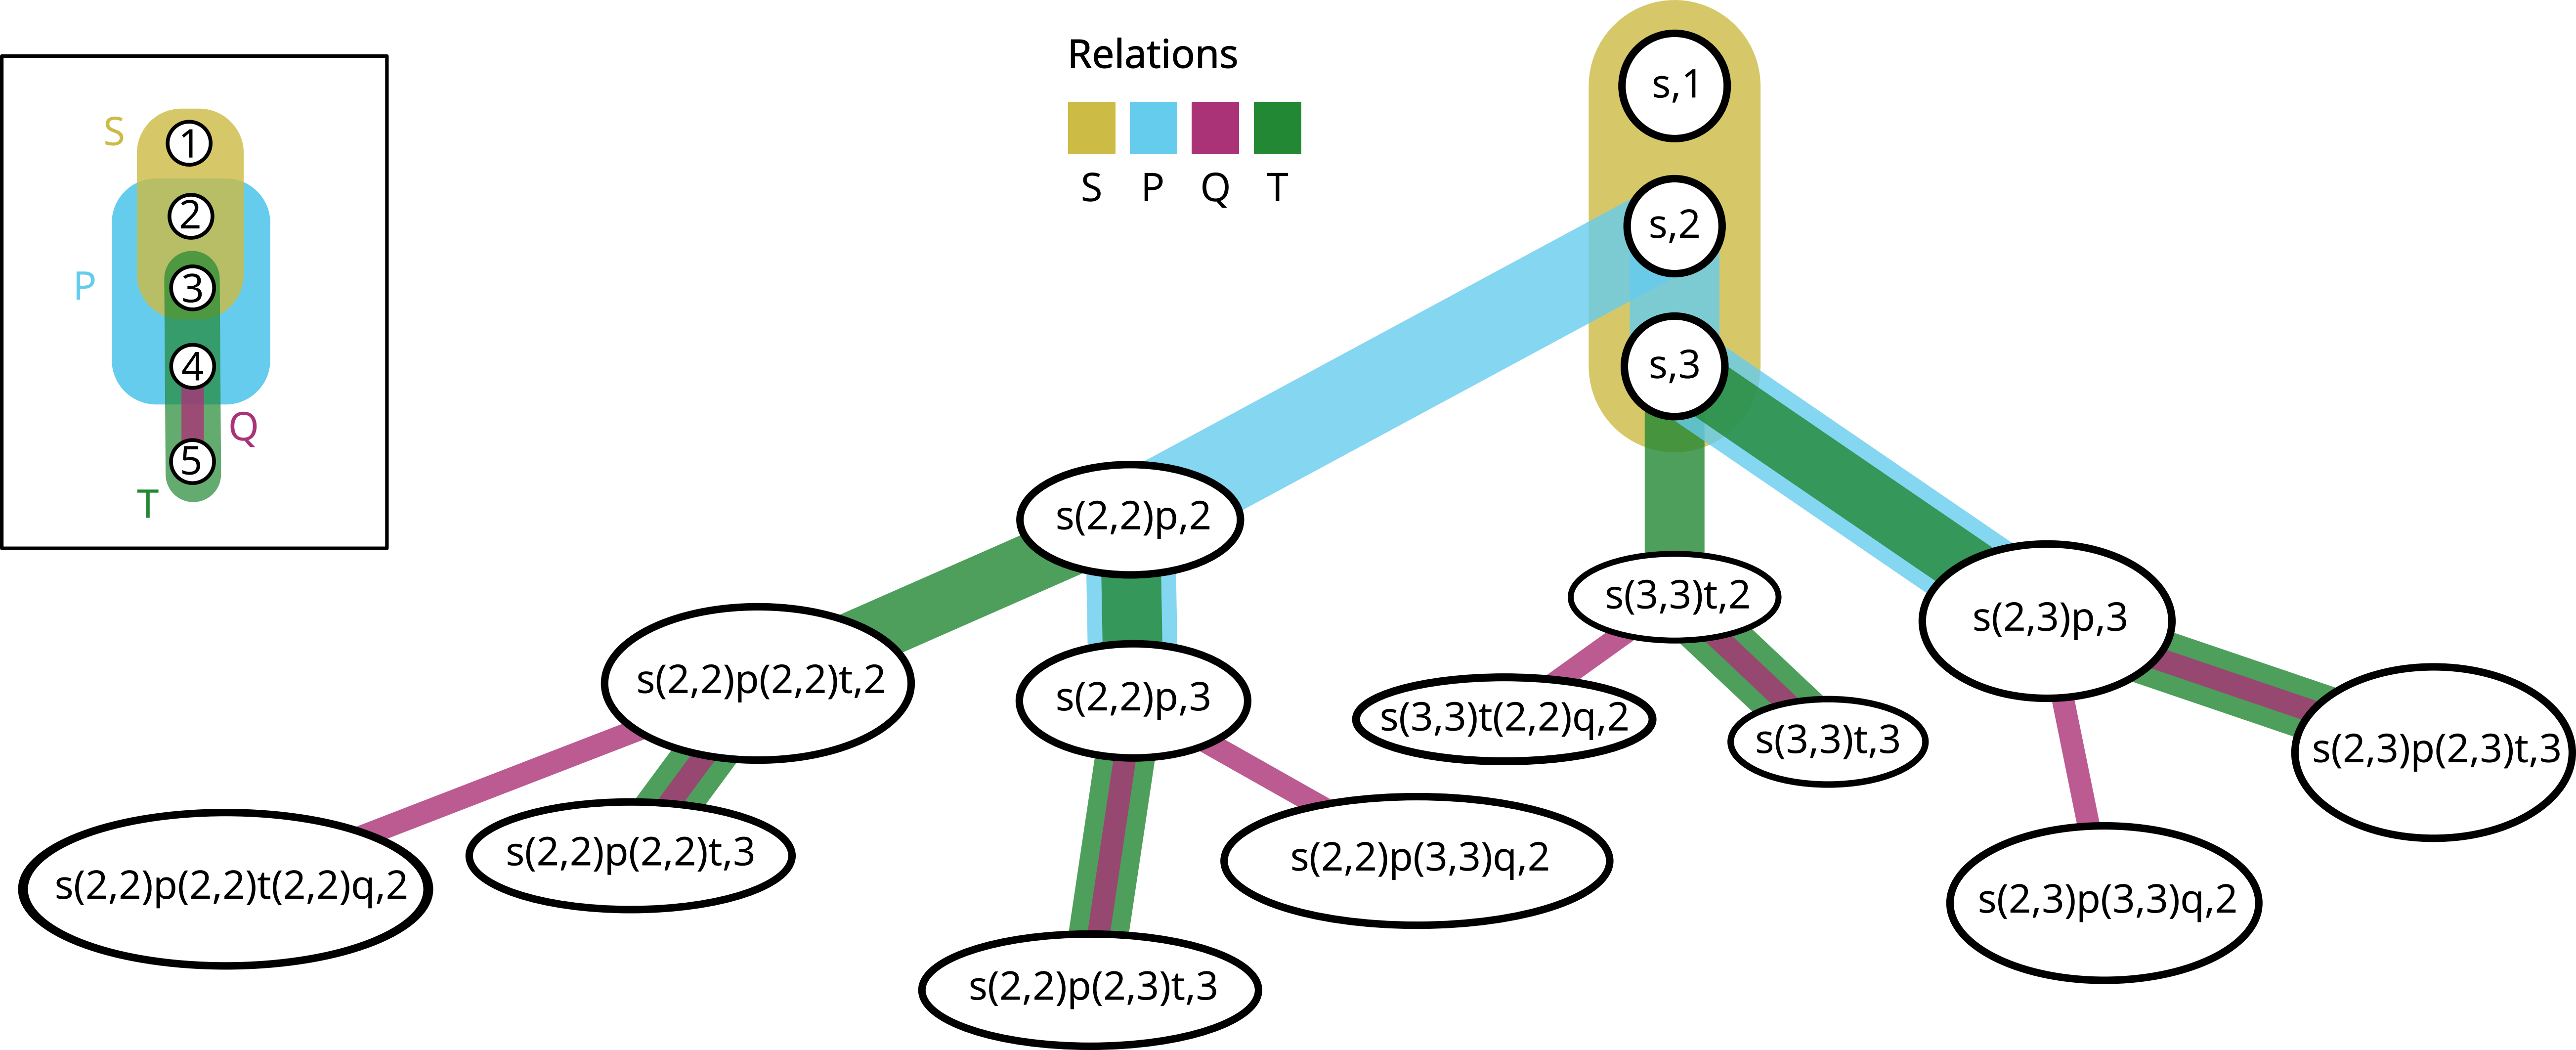 S
1
2
P
3
4
Q
5
T
Relations
S P Q T
s,1
s,2
s,3
s(2,2)p,2
s(3,3)t,2
s(2,3)p,3
s(2,2)p(2,2)t,2
s(2,2)p,3
s(3,3)t(2,2)q,2
s(3,3)t,3
s(2,3)p(2,3)t,3
s(2,2)p(2,2)t(2,2)q,2
s(2,2)p(2,2)t,3
s(2,2)p(3,3)q,2
s(2,3)p(3,3)q,2
s(2,2)p(2,3)t,3